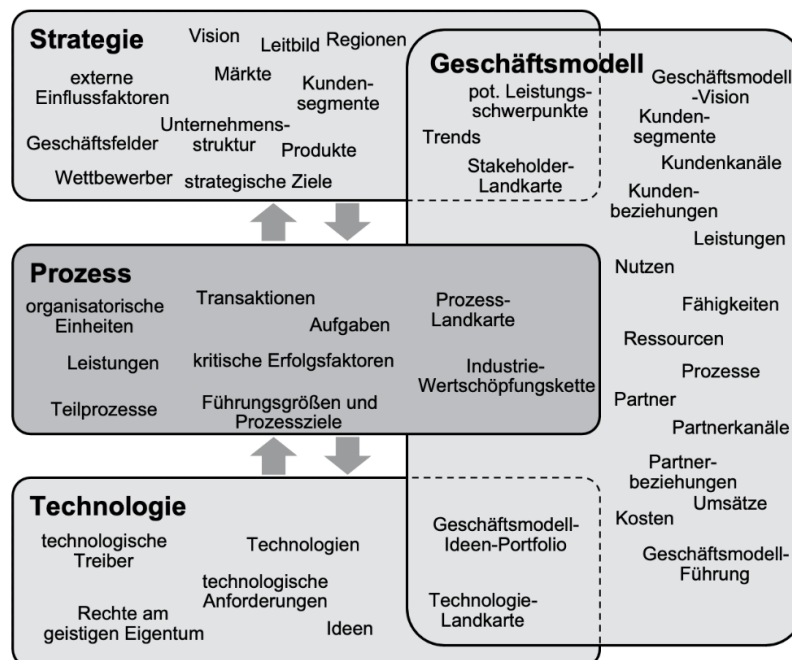 Strategie
Vision
Leitbild
Regionen
externe
Einflussfaktoren
Märkte
Kunden-
segmente
Geschäftsfelder
Unternehmens-
struktur
Produkte
Wettbewerber
strategische Ziele
Geschäftsmodell
pot. Leistungs-
schwerpunkte
Trends
Stakeholder-
Landkarte
Geschäftsmodell
-Vision
Kunden-
segmente
Kundenkanäle
Kunden-
beziehungen
Leistungen
Nutzen
Fähigkeiten
Ressourcen
Prozesse
Partner
Partnerkanäle
Partner-
beziehungen
Umsätze
Kosten
Geschäftsmodell-
Führung
Prozess
organisatorische
Einheiten
Transaktionen
Aufgaben
Prozess-
Landkarte
Leistungen
kritische Erfolgsfaktoren
Industrie-
Wertschöpfungskette
Teilprozesse
Führungsgrößen und
Prozessziele
Technologie
technologische
Treiber
Technologien
Geschäftsmodell-
Ideen-Portfolio
technologische
Anforderungen
Rechte am
geistigen Eigentum
Ideen
Technologie-
Landkarte